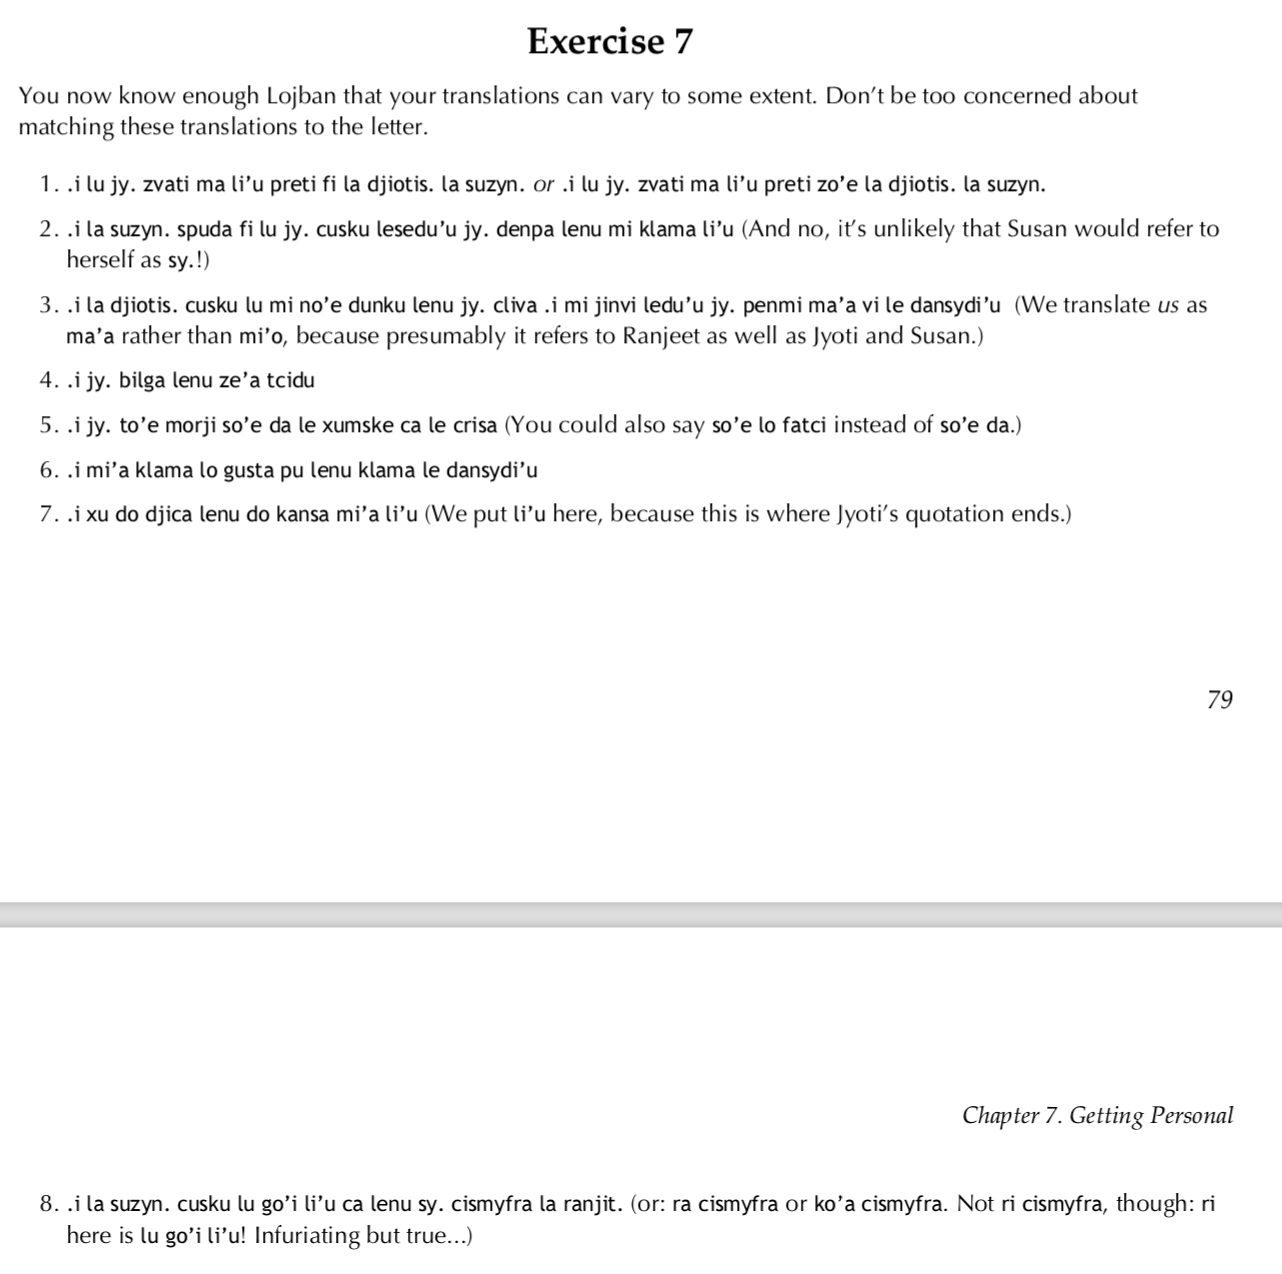 Exercise 7
You now know enough Lojban that your translations can vary to some extent. Don’t be too concerned about
matching these translations to the letter.
1. .i lu jy. zvati ma li’u preti fi la djiotis. la suzyn. or .i lu jy. zvati ma li’u preti zo’e la djiotis. la suzyn.
2. .i la suzyn. spuda fi lu jy. cusku lesedu’u jy. denpa lenu mi klama li’u (And no, it’s unlikely that Susan would refer to
herself as sy.!)
3. .i la djiotis. cusku lu mi no’e dunku lenu jy. cliva .i mi jinvi ledu’u jy. penmi ma’a vi le dansydi’u (We translate us as
ma’a rather than mi’o, because presumably it refers to Ranjeet as well as Jyoti and Susan.)
4. .i jy. bilga lenu ze’a tcidu
5. .i jy. to’e morji so’e da le xumske ca le crisa (You could also say so’e lo fatci instead of so’e da.)
6. .i mi’a klama lo gusta pu lenu klama le dansydi’u
7. .i xu do djica lenu do kansa mi’a li’u (We put li’u here, because this is where Jyoti’s quotation ends.)
79
Chapter 7. Getting Personal
8. .i la suzyn. cusku lu go’i li’u ca lenu sy. cismyfra la ranjit. (or: ra cismyfra or ko’a cismyfra. Not ri cismyfra, though: ri
here is lu go’i li’u! Infuriating but true...)